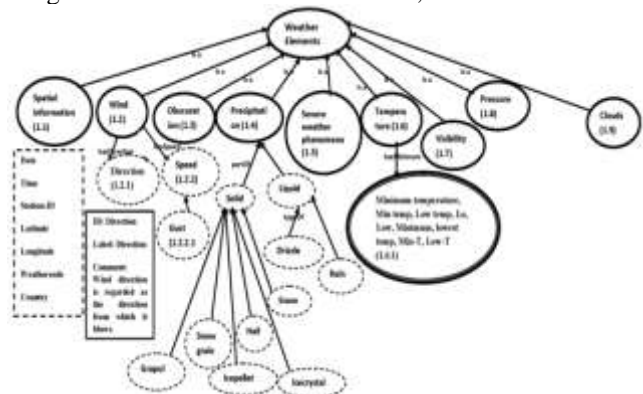 Weather
Elements
is a
is a
is a
is a
is a
is a
is a
Spatial
Information
(1.1)
Wind
(1.2)
Obscurat
ions (1.3)
Precipitati
on (1.4)
Severe
weather
phenomena
(1.5)
Tempera
ture (1.6)
Visibility
(1.7)
Pressure
(1.8)
Clouds
(1.9)
Date
Time
Station-ID
Latitude
Longitude
Country
Direction
(1.2.1)
Speed
(1.2.2)
Gust
(1.2.2.1
ID: Direction
Label: Direction
Comment:
Wind direction
is regarded as
the direction
from which it
blows
Solid
Liquid
Drizzle
Rain
Snow
Snow
grain
Hail
Icepellet
Icecrystal
Minimum temperature,
Min temp, Low temp, Lo,
Low, Minimum, lowest
temp, Min-T, Low-T
(1.6.1)